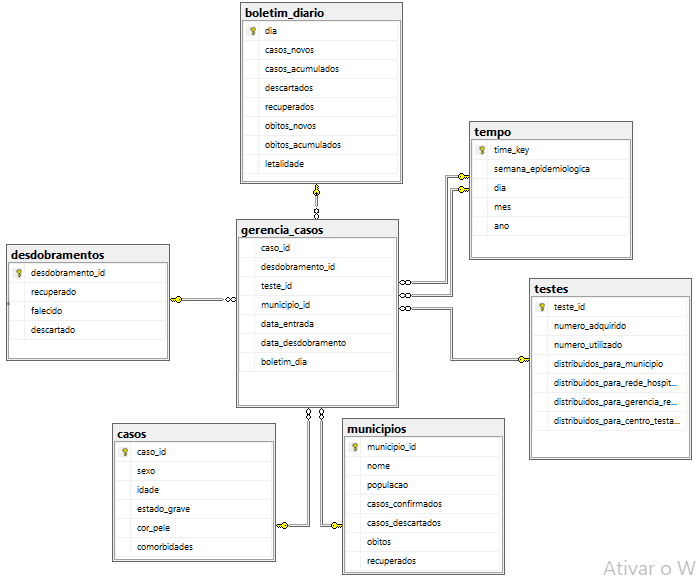 boletim_diario
dia
casos_novos
casos_acumulados
descartados
recuperados
obitos_novos
obitos_acumulados
letalidade
tempo
time_key
semana_epidemiologica
dia
mes
ano
gerencia_casos
caso_id
desdobramento_id
teste_id
municipio_id
data_entrada
data_desdobramento
boletim_dia
desdobramentos
desdobramento_id
recuperado
falecido
descartado
testes
teste_id
numero_adquirido
numero_utilizado
distribuidos_para_municipio
distribuidos_para_rede_hospit...
distribuidos_para_gerencia_re...
distribuidos_para_centro_testa...
casos
caso_id
sexo
idade
estado_grave
cor_pele
comorbidades
municipios
municipio_id
nome
populacao
casos_confirmados
casos_descartados
obitos
recuperados
Ativar o W